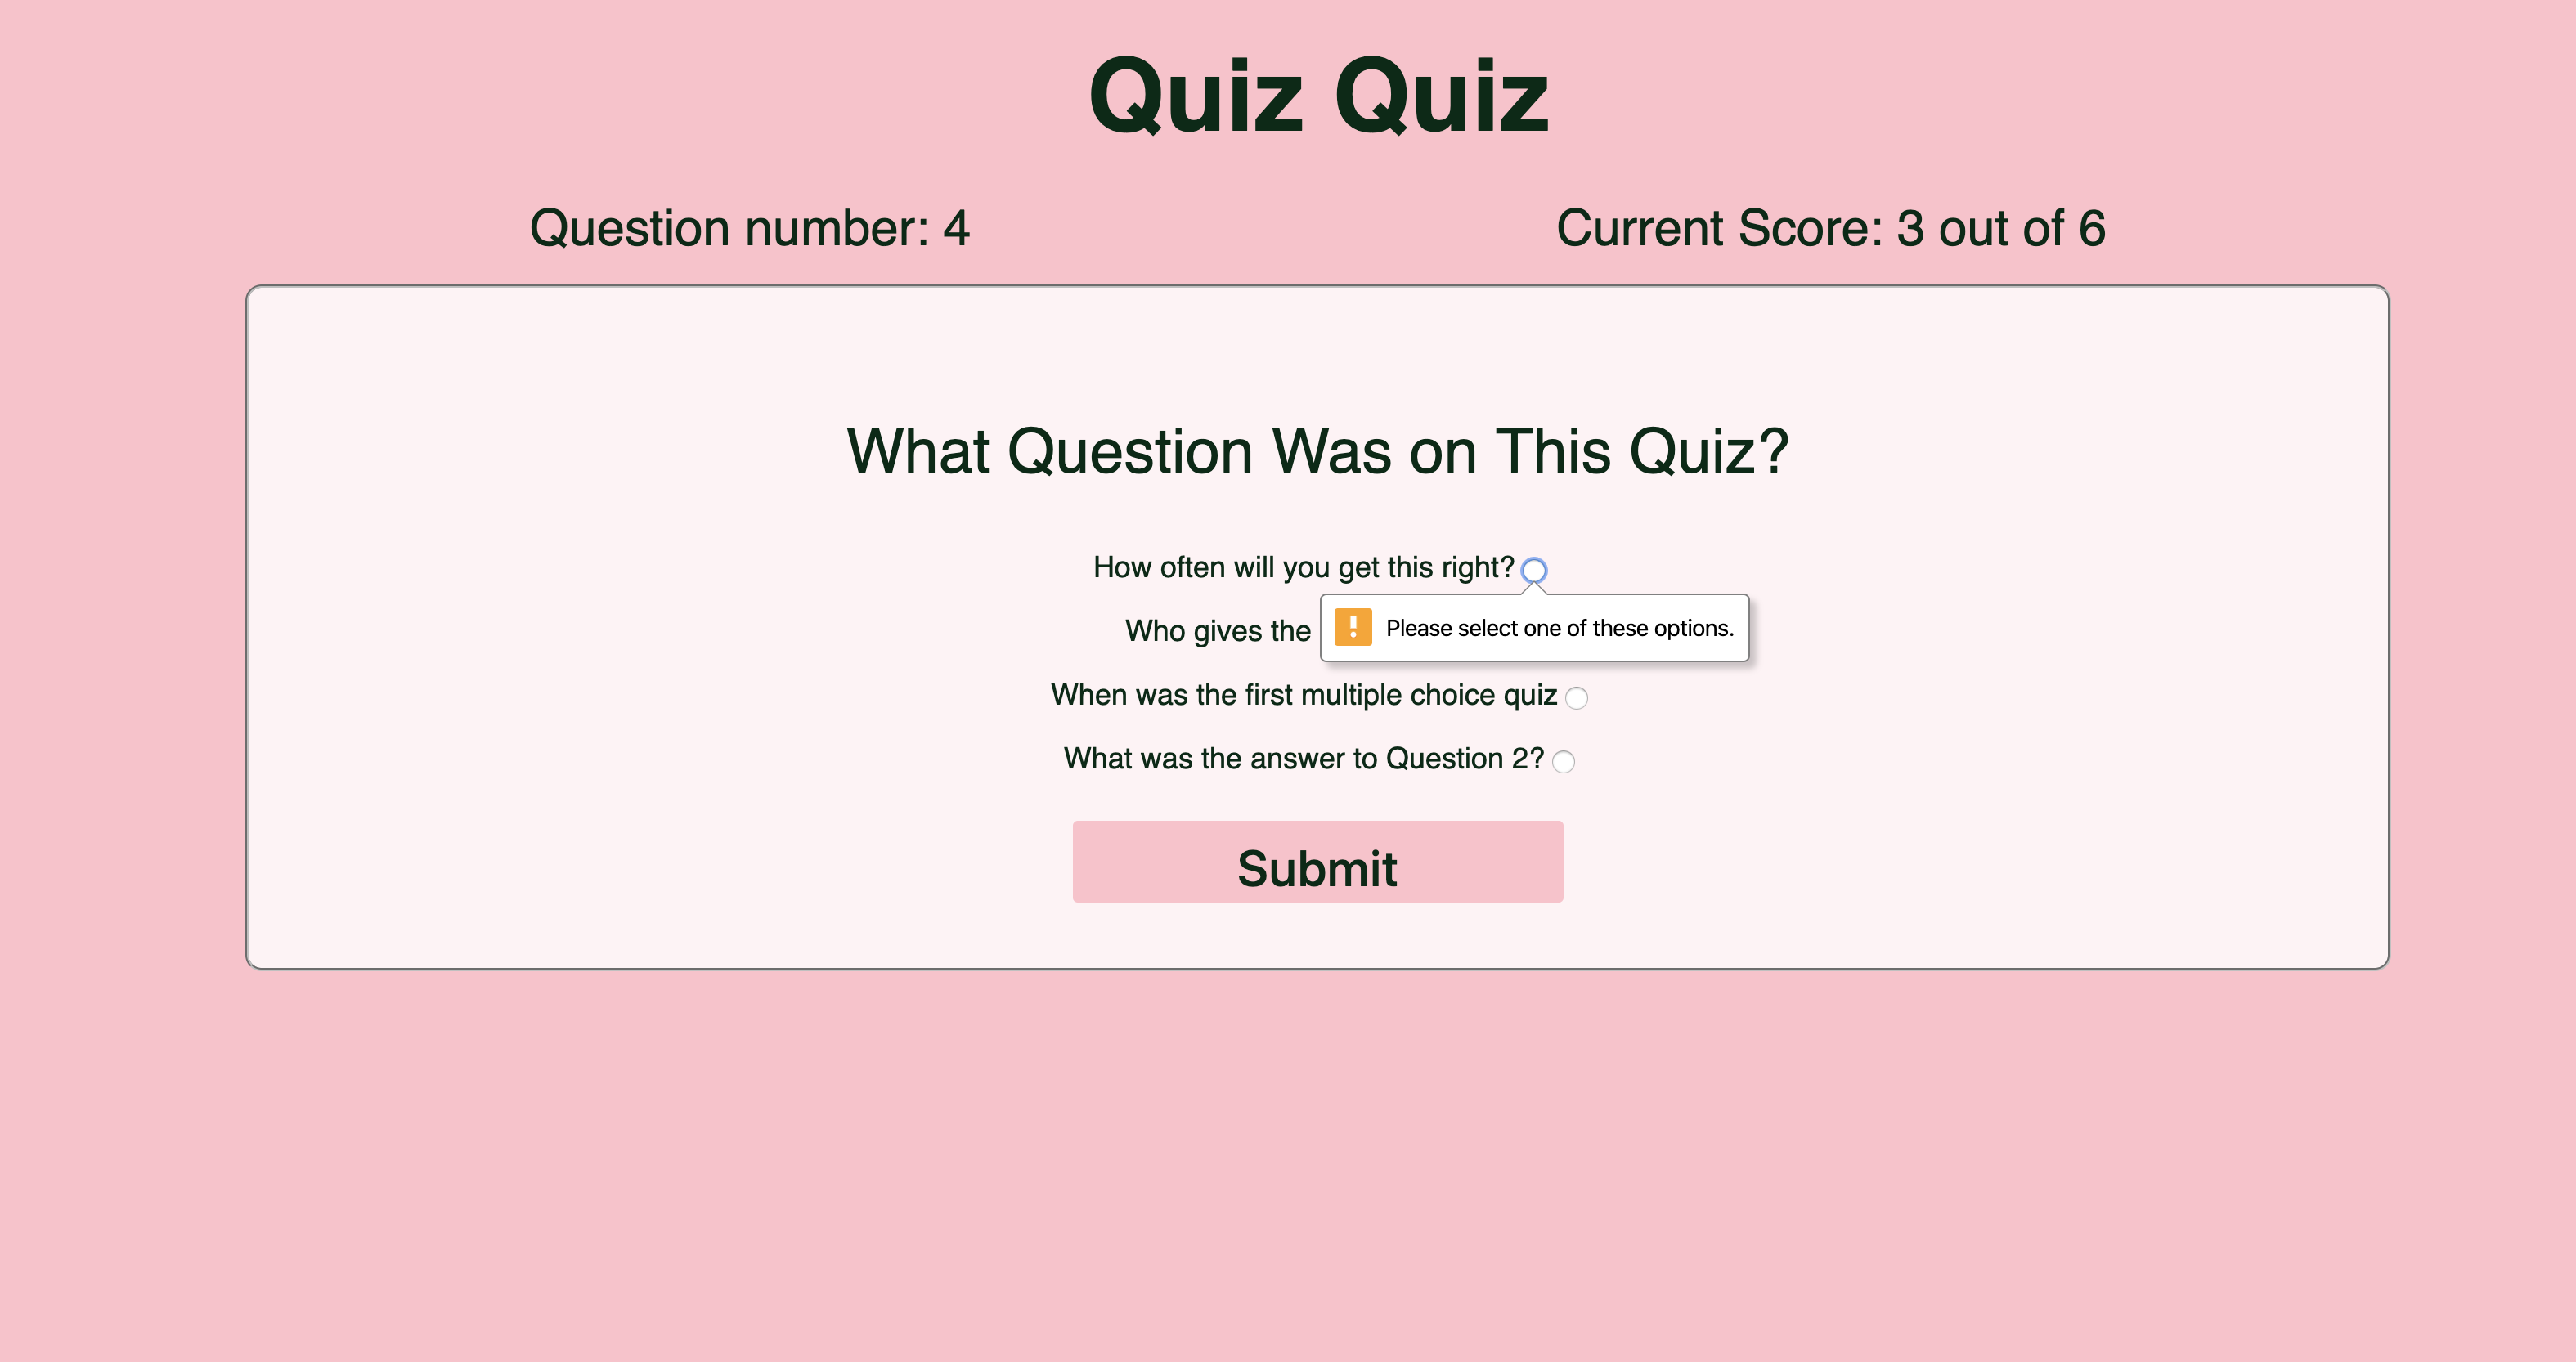 Quiz Quiz
Question number: 4
Current Score: 3 out of 6
What Question Was on This Quiz?
How often will you get this right?
Who gives the
Please select one of these options.
When was the first multiple choice quiz
What was the answer to Question 2?
Submit